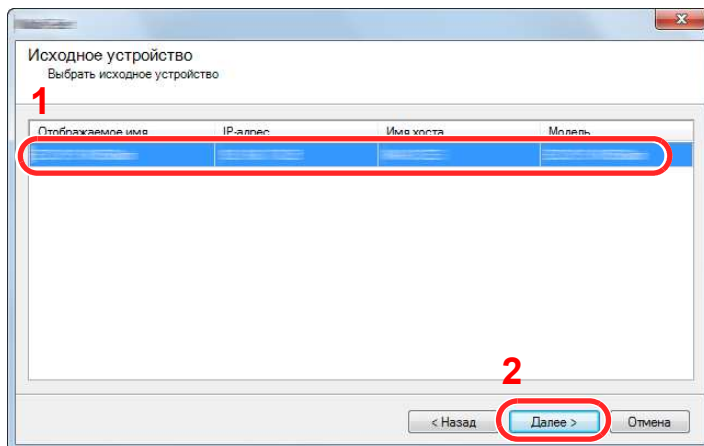 Исходное устройство
Выбрать исходное устройство
1
Отображаемое имя IP-адрес Имя хоста Модель
2
< Назад Далее > Отмена